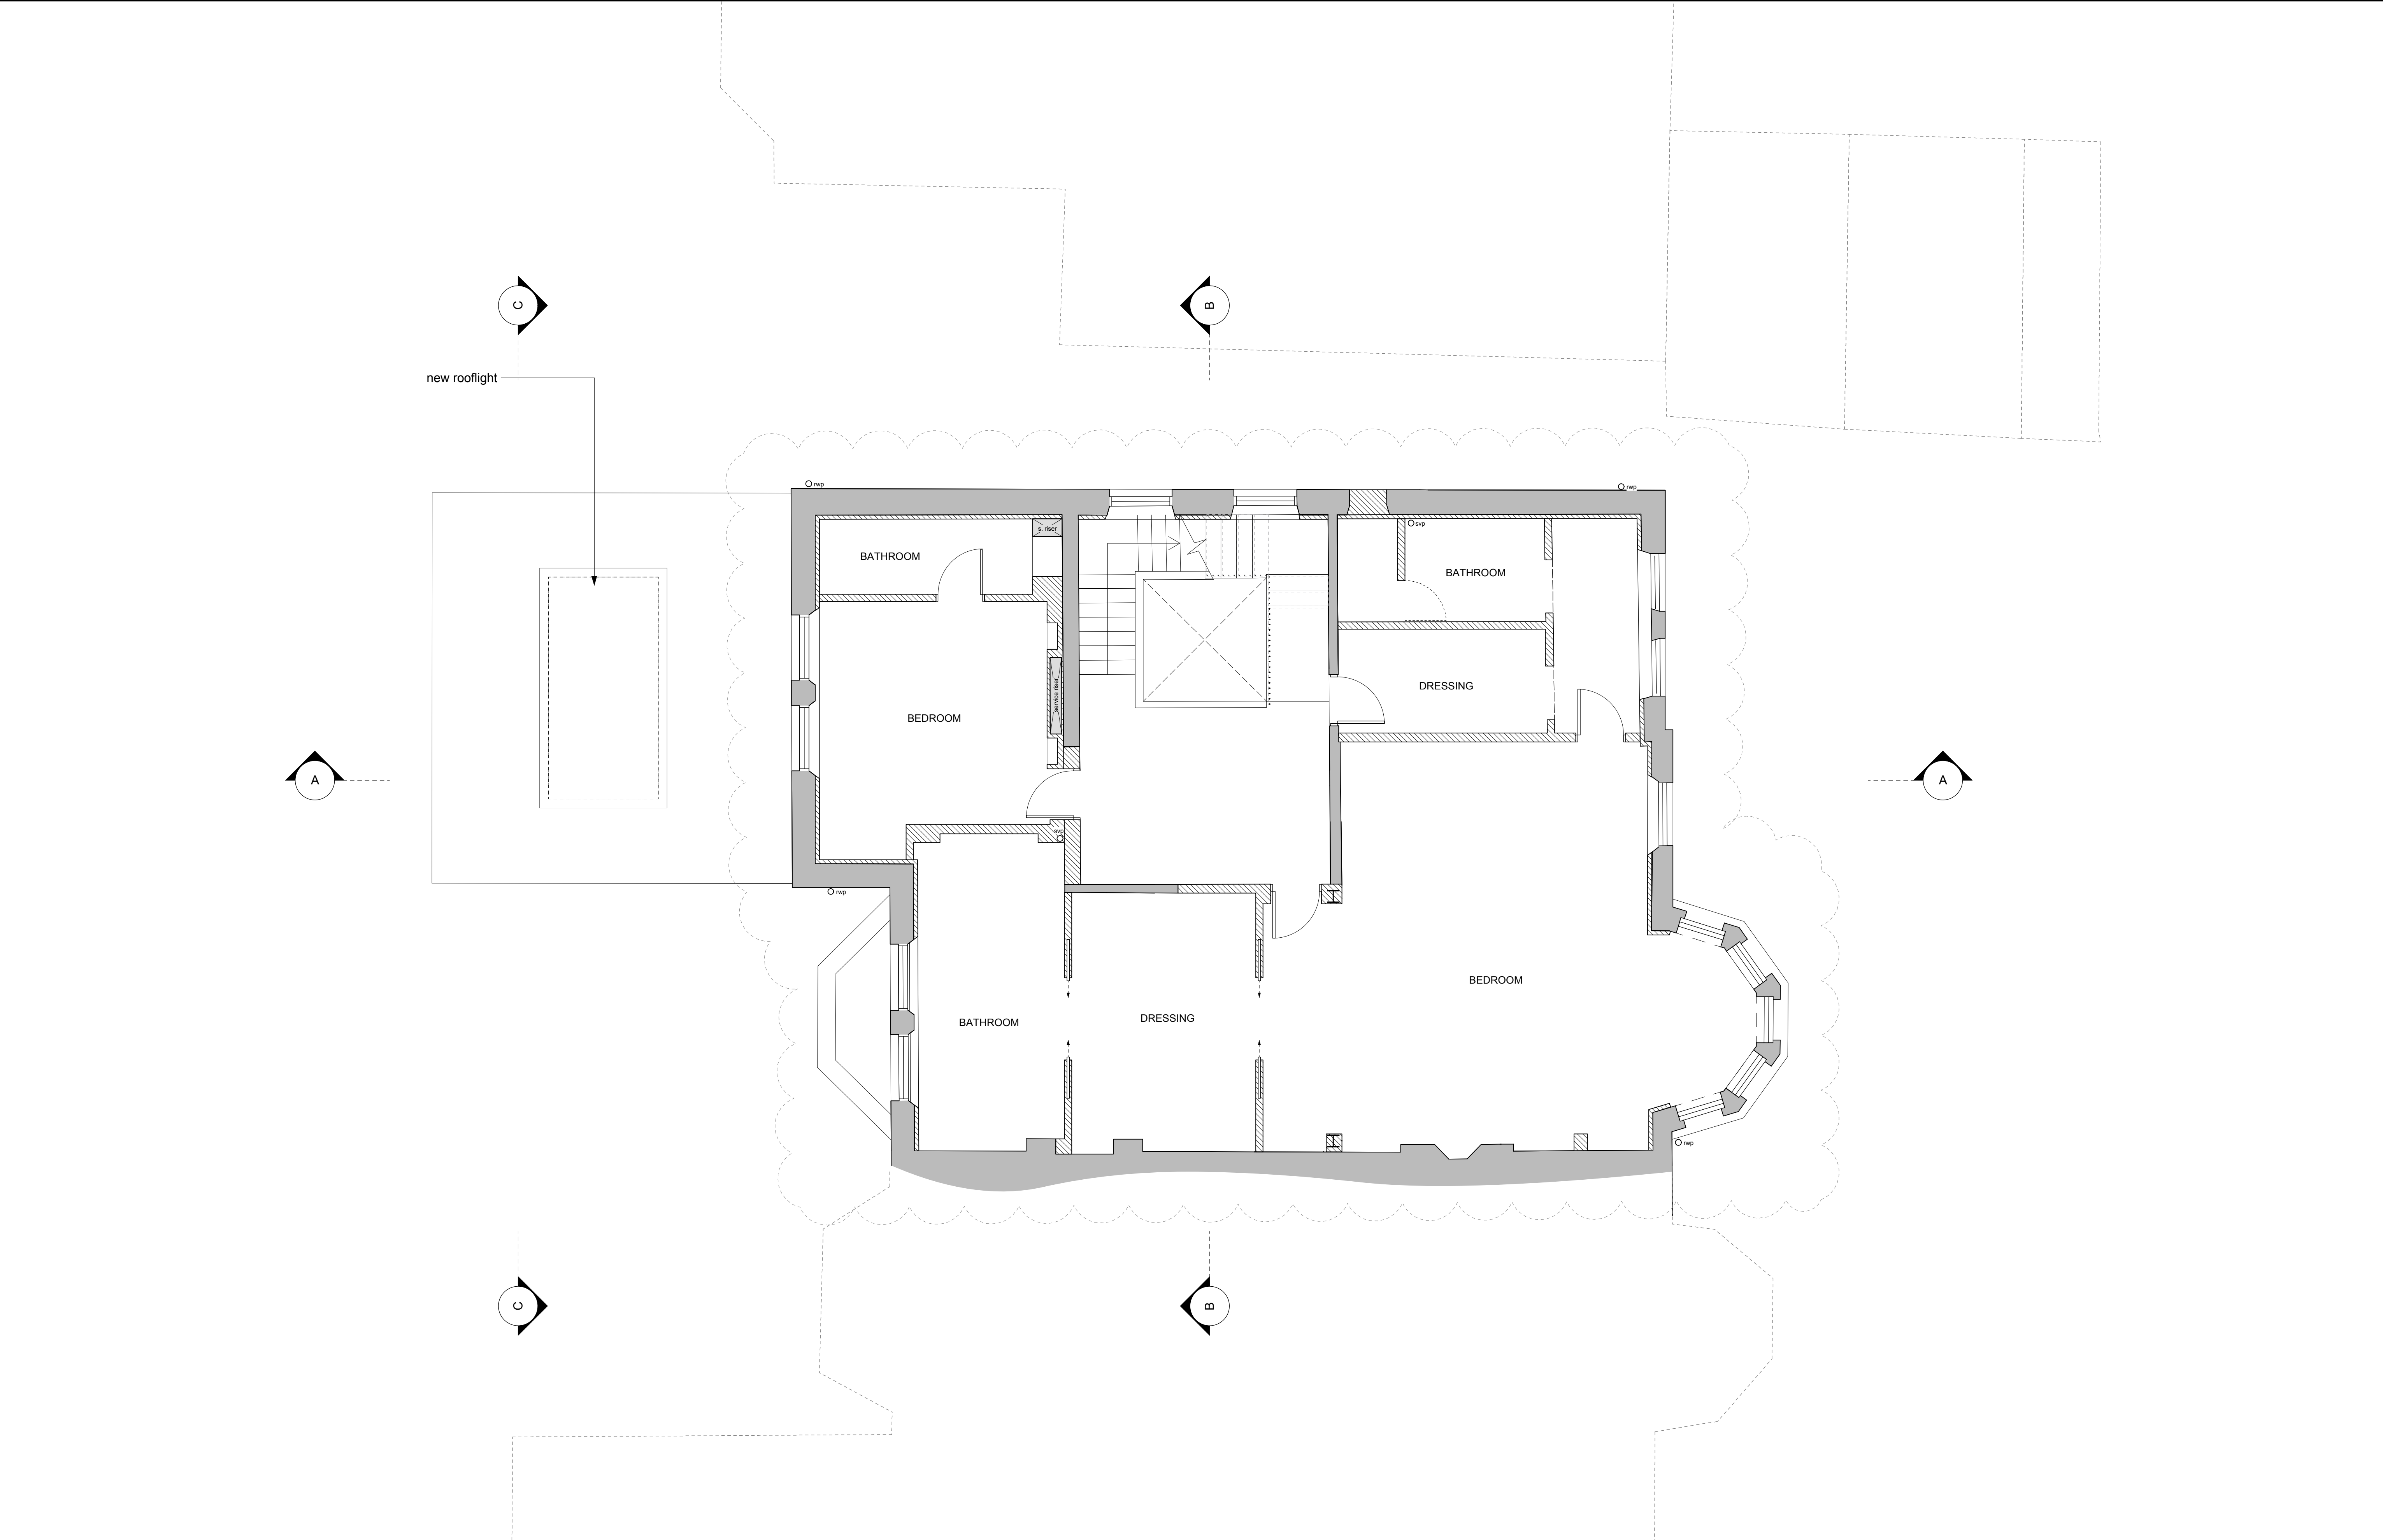 C
B
new rooflight
rwp
rwp
s. riser
svp
BATHROOM
BATHROOM
DRESSING
service riser
BEDROOM
A
A
svp
rwp
BEDROOM
DRESSING
BATHROOM
rwp
C
B